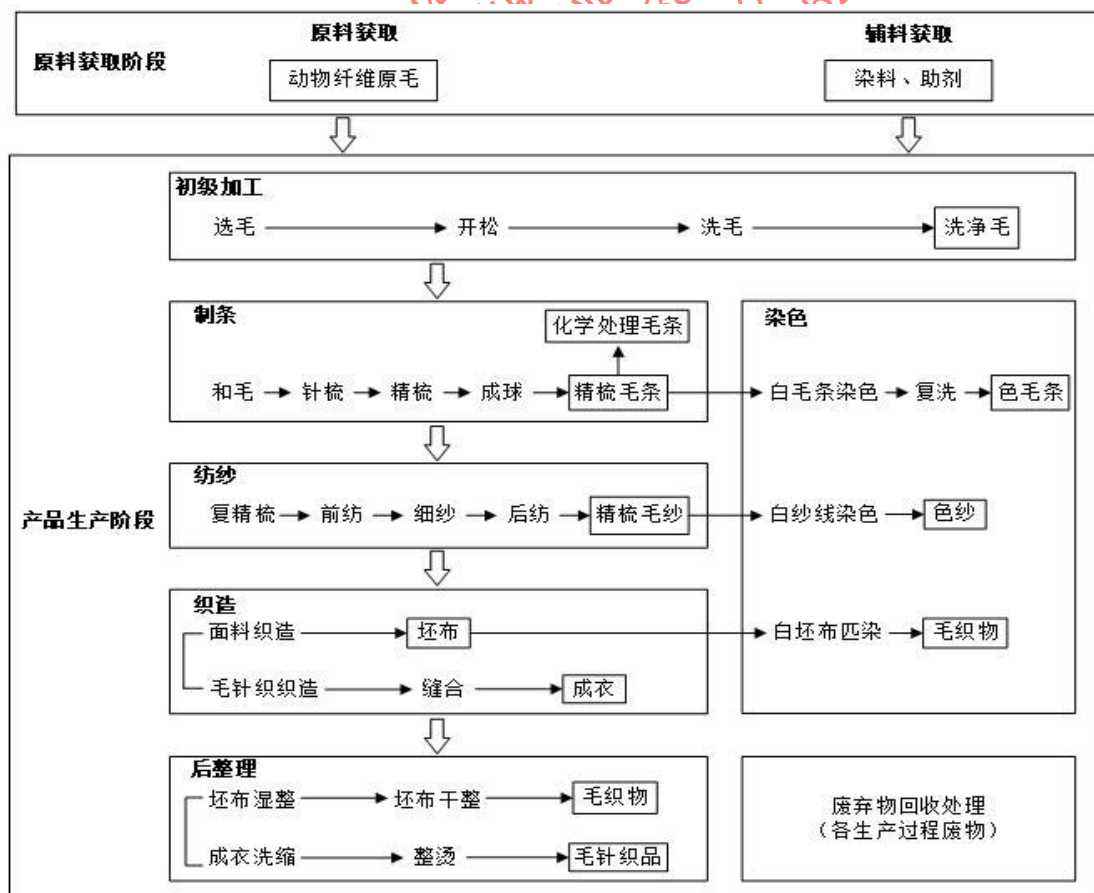 原料获取阶段
原料获取
动物纤维原毛
辅料获取
染料、助剂
产品生产阶段
初级加工
选毛 开松 洗毛 洗净毛
制条
化学处理毛条
和毛 针梳 精梳 成球 精梳毛条
染色
白毛条染色 复洗 色毛条
纺纱
复精梳 前纺 细纱 后纺 精梳毛纱
白纱线染色 色纱
织造
面料织造 坯布
白坯布匹染 毛织物
毛针织织造 缝合 成衣
后整理
坯布湿整 坯布干整 毛织物
成衣洗缩 整烫 毛针织品
废弃物回收处理
（各生产过程废物）